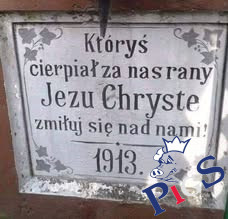 Któryś
cierpiał za nas rany
Jezu Chryste
zmiłuj się nad nami!
1913.
PiS